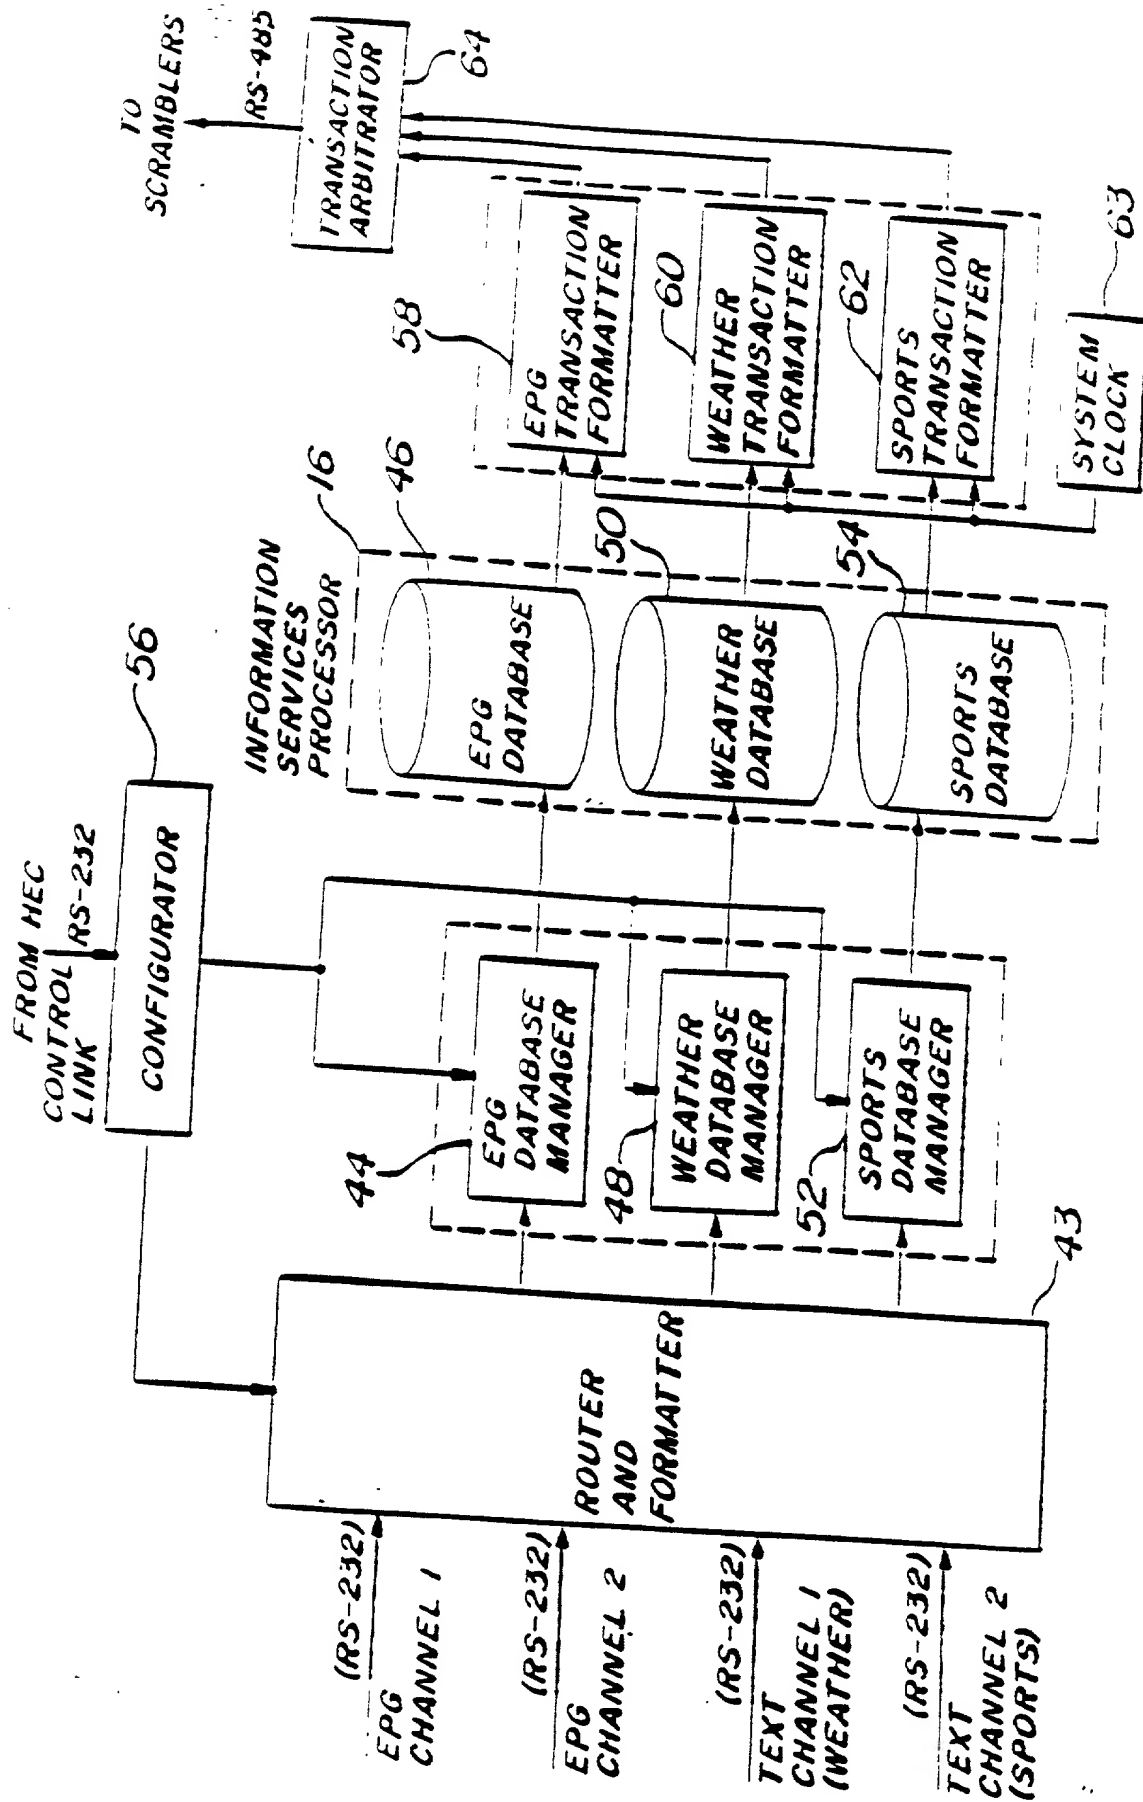 FROM HEC
CONTROL
LINK
RS-232
CONFIGURATOR
56
INFORMATION
SERVICES
PROCESSOR
16
TO
SCRAMBLERS
RS-485
TRANSACTION
ARBITRATOR
64
(RS-232)
EPG
CHANNEL 1
(RS-232)
EPG
CHANNEL 2
(RS-232)
TEXT
CHANNEL 1
(WEATHER)
(RS-232)
TEXT
CHANNEL 2
(SPORTS)
ROUTER
AND
FORMATTER
43
44
EPG
DATABASE
MANAGER
48
WEATHER
DATABASE
MANAGER
52
SPORTS
DATABASE
MANAGER
46
EPG
DATABASE
50
WEATHER
DATABASE
54
SPORTS
DATABASE
58
EPG
TRANSACTION
FORMATTER
60
WEATHER
TRANSACTION
FORMATTER
62
SPORTS
TRANSACTION
FORMATTER
SYSTEM
CLOCK
63